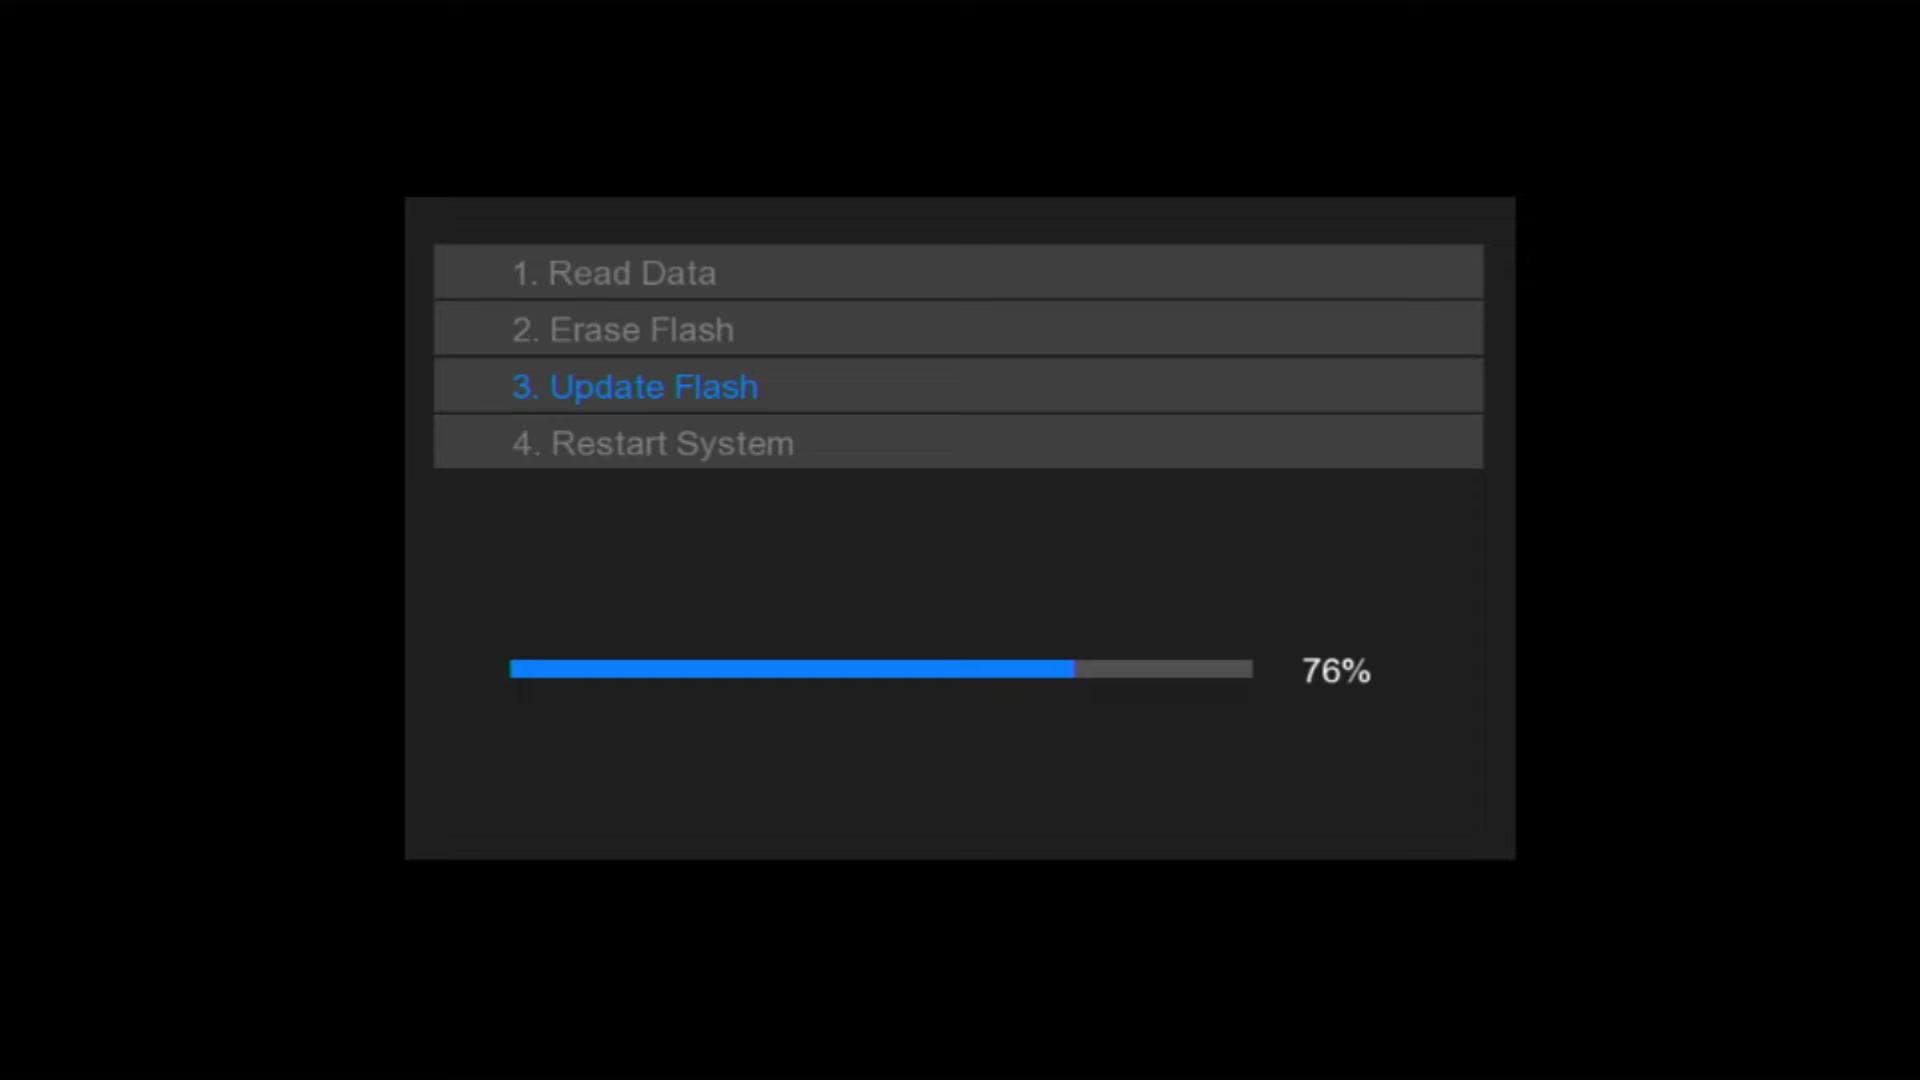 1. Read Data
2. Erase Flash
3. Update Flash
4. Restart System
76%